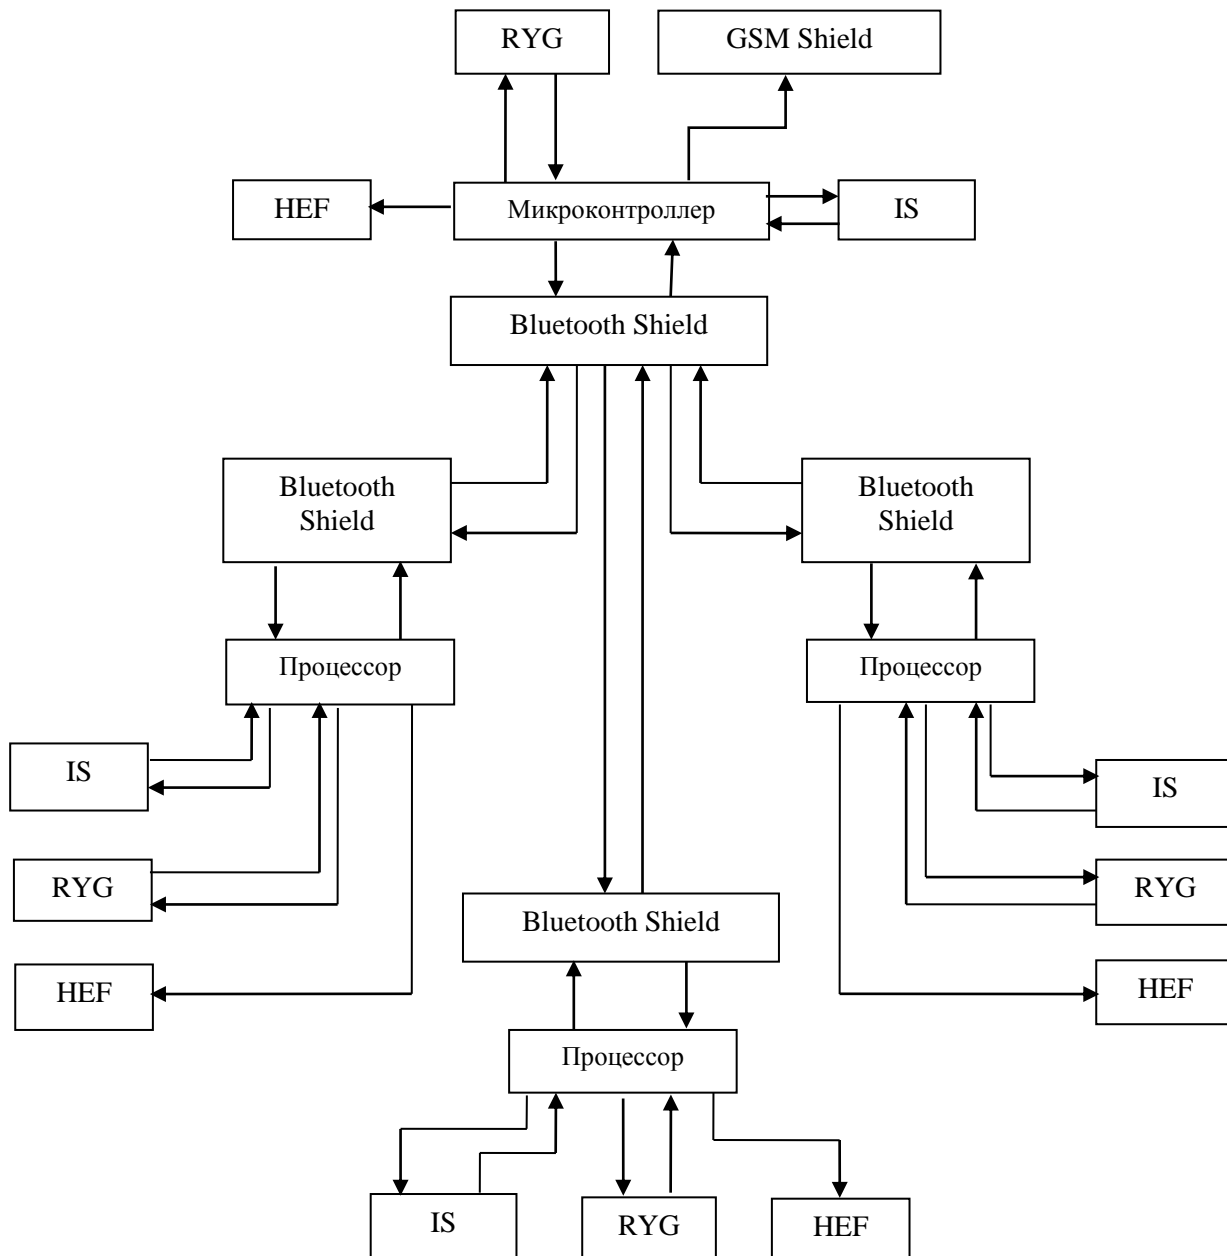 RYG
GSM Shield
HEF
Микроконтроллер
IS
Bluetooth Shield
Bluetooth
Shield
Bluetooth
Shield
Процессор
Процессор
IS
IS
RYG
RYG
Bluetooth Shield
HEF
HEF
Процессор
IS
RYG
HEF